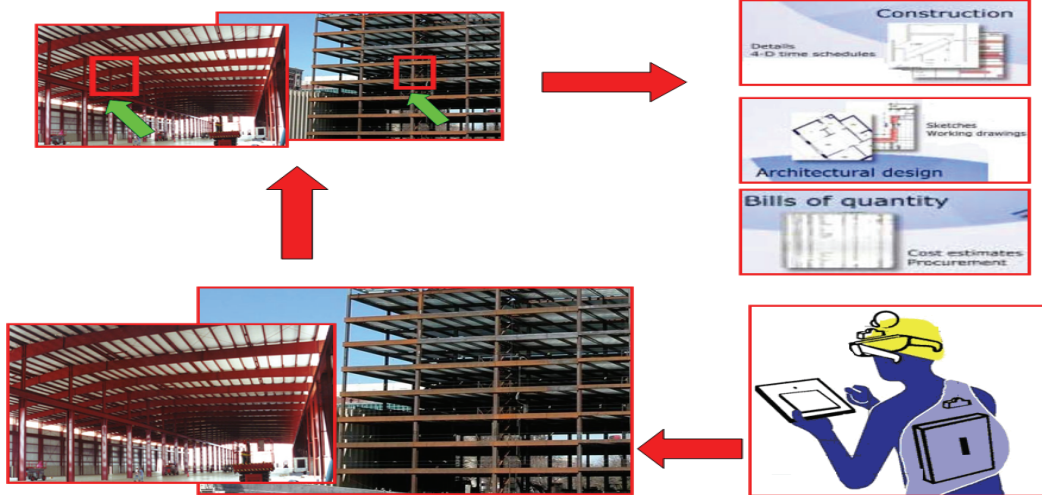 Construction
Details
4-D time schedules
Sketches
Working drawings
Architectural design
Bills of quantity
Cost estimates
Procurement